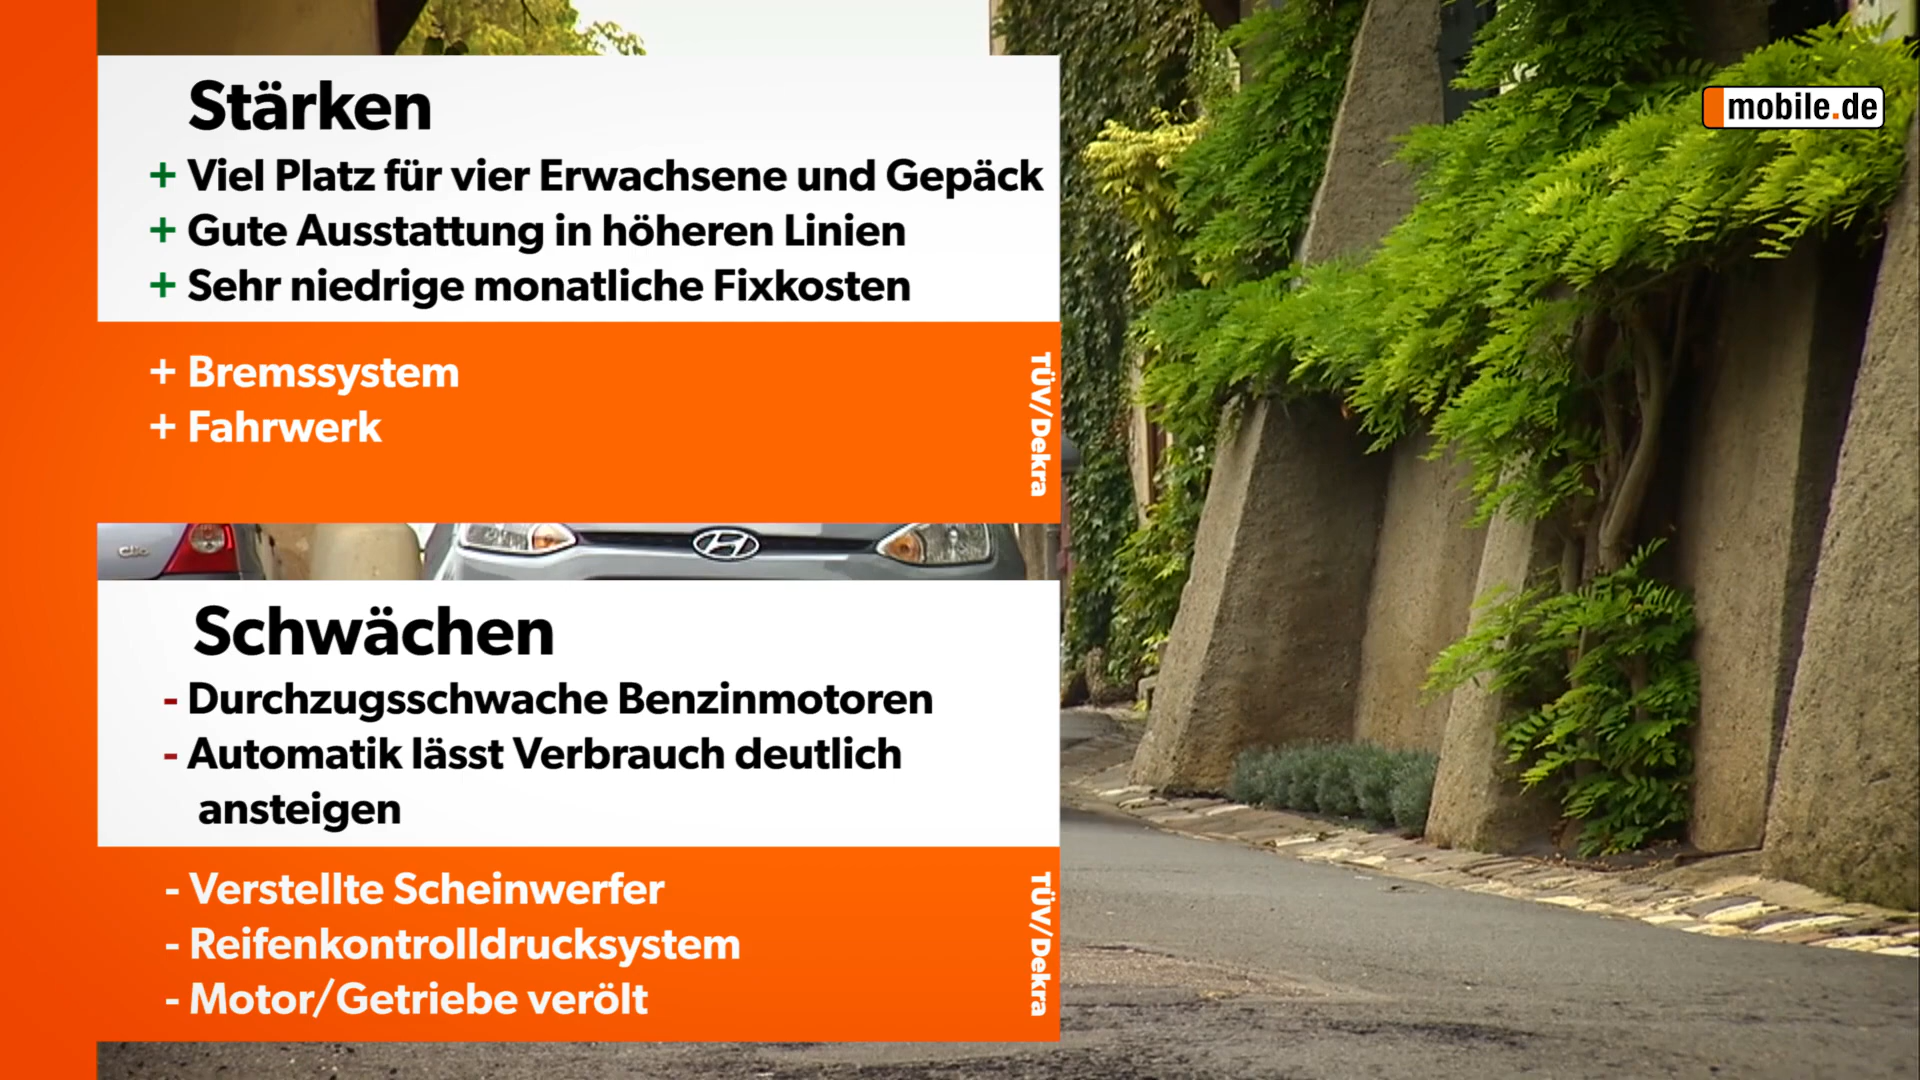 mobile.de
Stärken
+ Viel Platz für vier Erwachsene und Gepäck
+ Gute Ausstattung in höheren Linien
+ Sehr niedrige monatliche Fixkosten
+ Bremssystem
+ Fahrwerk
TÜV/Dekra
Clio
Schwächen
- Durchzugsschwache Benzinmotoren
- Automatik lässt Verbrauch deutlich
ansteigen
- Verstellte Scheinwerfer
- Reifenkontrolldrucksystem
- Motor/Getriebe verölt
TÜV/Dekra